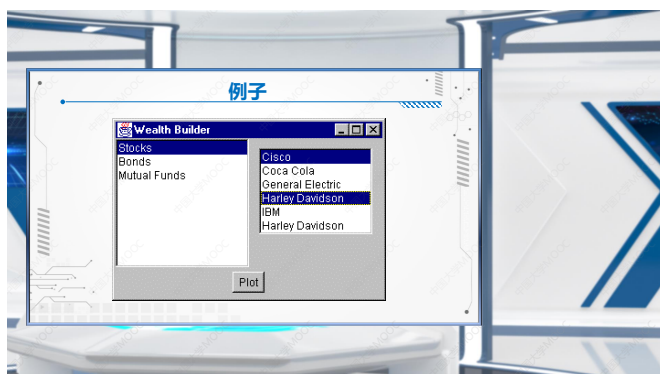 例子
Wealth Builder
Stocks
Bonds
Mutual Funds
Cisco
Coca Cola
General Electric
Harley Davidson
IBM
Harley Davidson
Plot